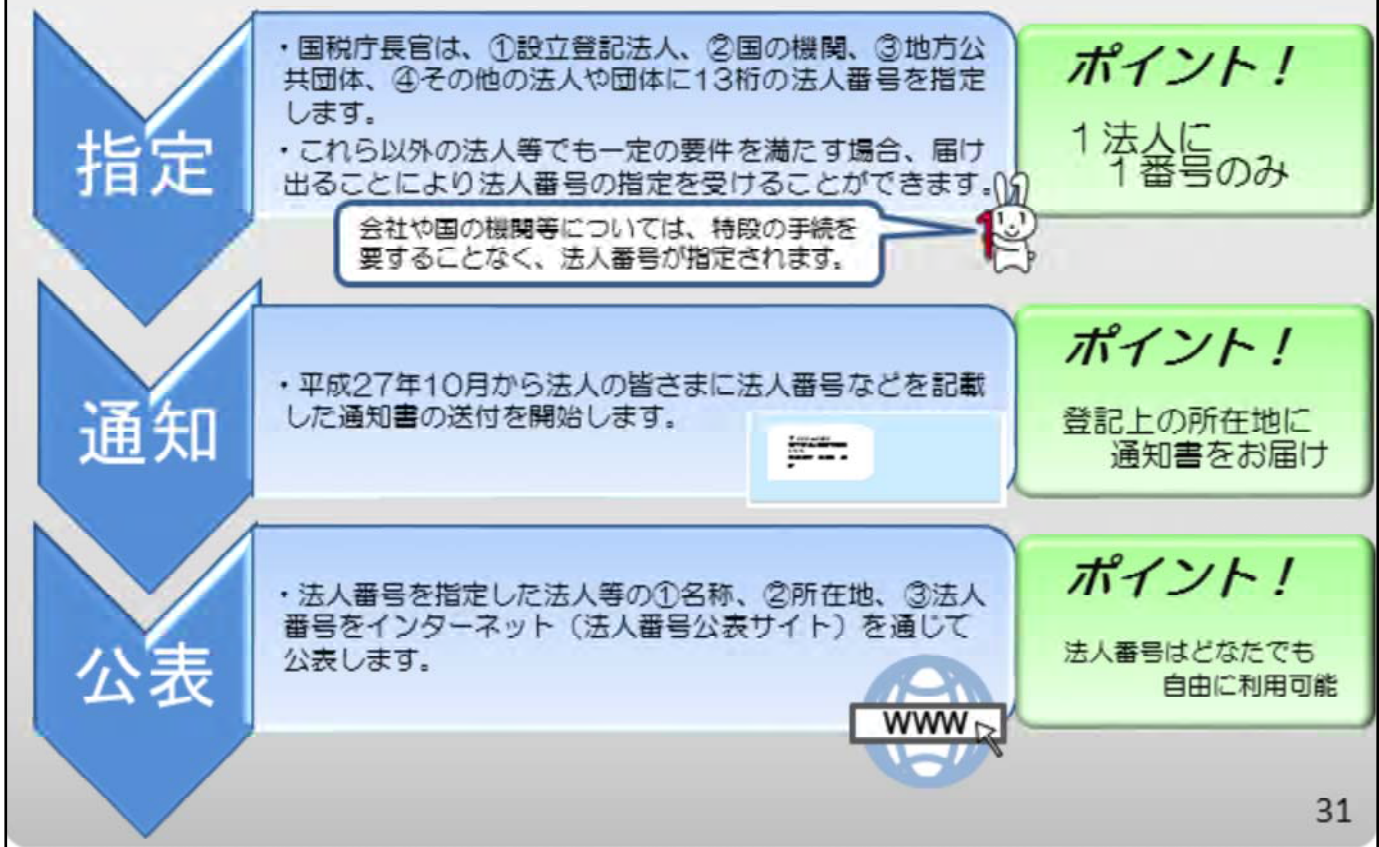 指定
・国税庁長官は、①設立登記法人、②国の機関、③地方公
共団体、④その他の法人や団体に13桁の法人番号を指定
します。
・これら以外の法人等でも一定の要件を満たす場合、届け
出ることにより法人番号の指定を受けることができます。
会社や国の機関等については、特段の手続を
要することなく、法人番号が指定されます。
ポイント！
1法人に
1番号のみ
通知
・平成27年10月から法人の皆さまに法人番号などを記載
した通知書の送付を開始します。
ポイント！
登記上の所在地に
通知書をお届け
公表
・法人番号を指定した法人等の①名称、②所在地、③法人
番号をインターネット（法人番号公表サイト）を通じて
公表します。
WWW
ポイント！
法人番号はどなたでも
自由に利用可能
31